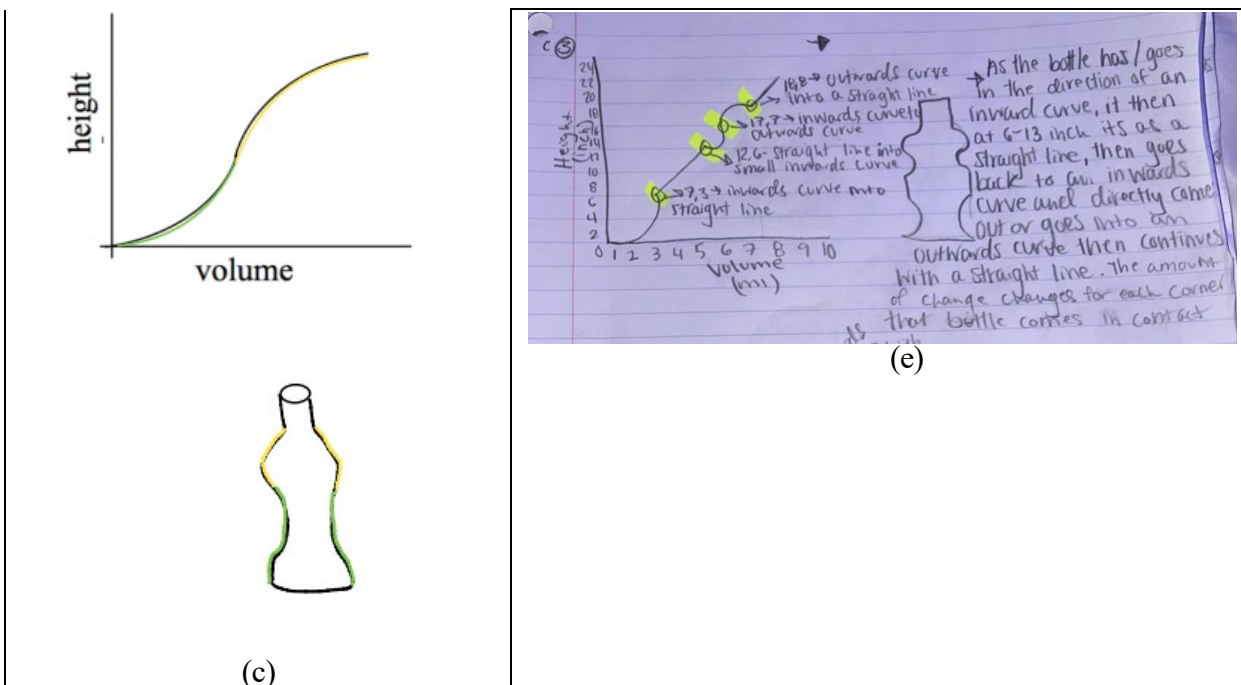 height
volume
(c)
C ③
24
22
20
18
16
14
12
10
8
6
4
2
0 1 2 3 4 5 6 7 8 9 10
Height
(inch)
volume
(ml)
18,8→ outwards curve
into a straght line
→17,7→ inwards curveto
outwards curve
12,6- straight line into
small inwards curve
→7,3→ inwards curve into
straight line
→As the bottle has/goes
in the direction of an
inward curve, it then
at 6-13 inch its as a
straight line, then goes
back to an inwards
curve and directly came
out or goes into an
outwards curve then continues
with a straight line. The amount
of change changes for each corner
that bottle comes in contact
with
(e)